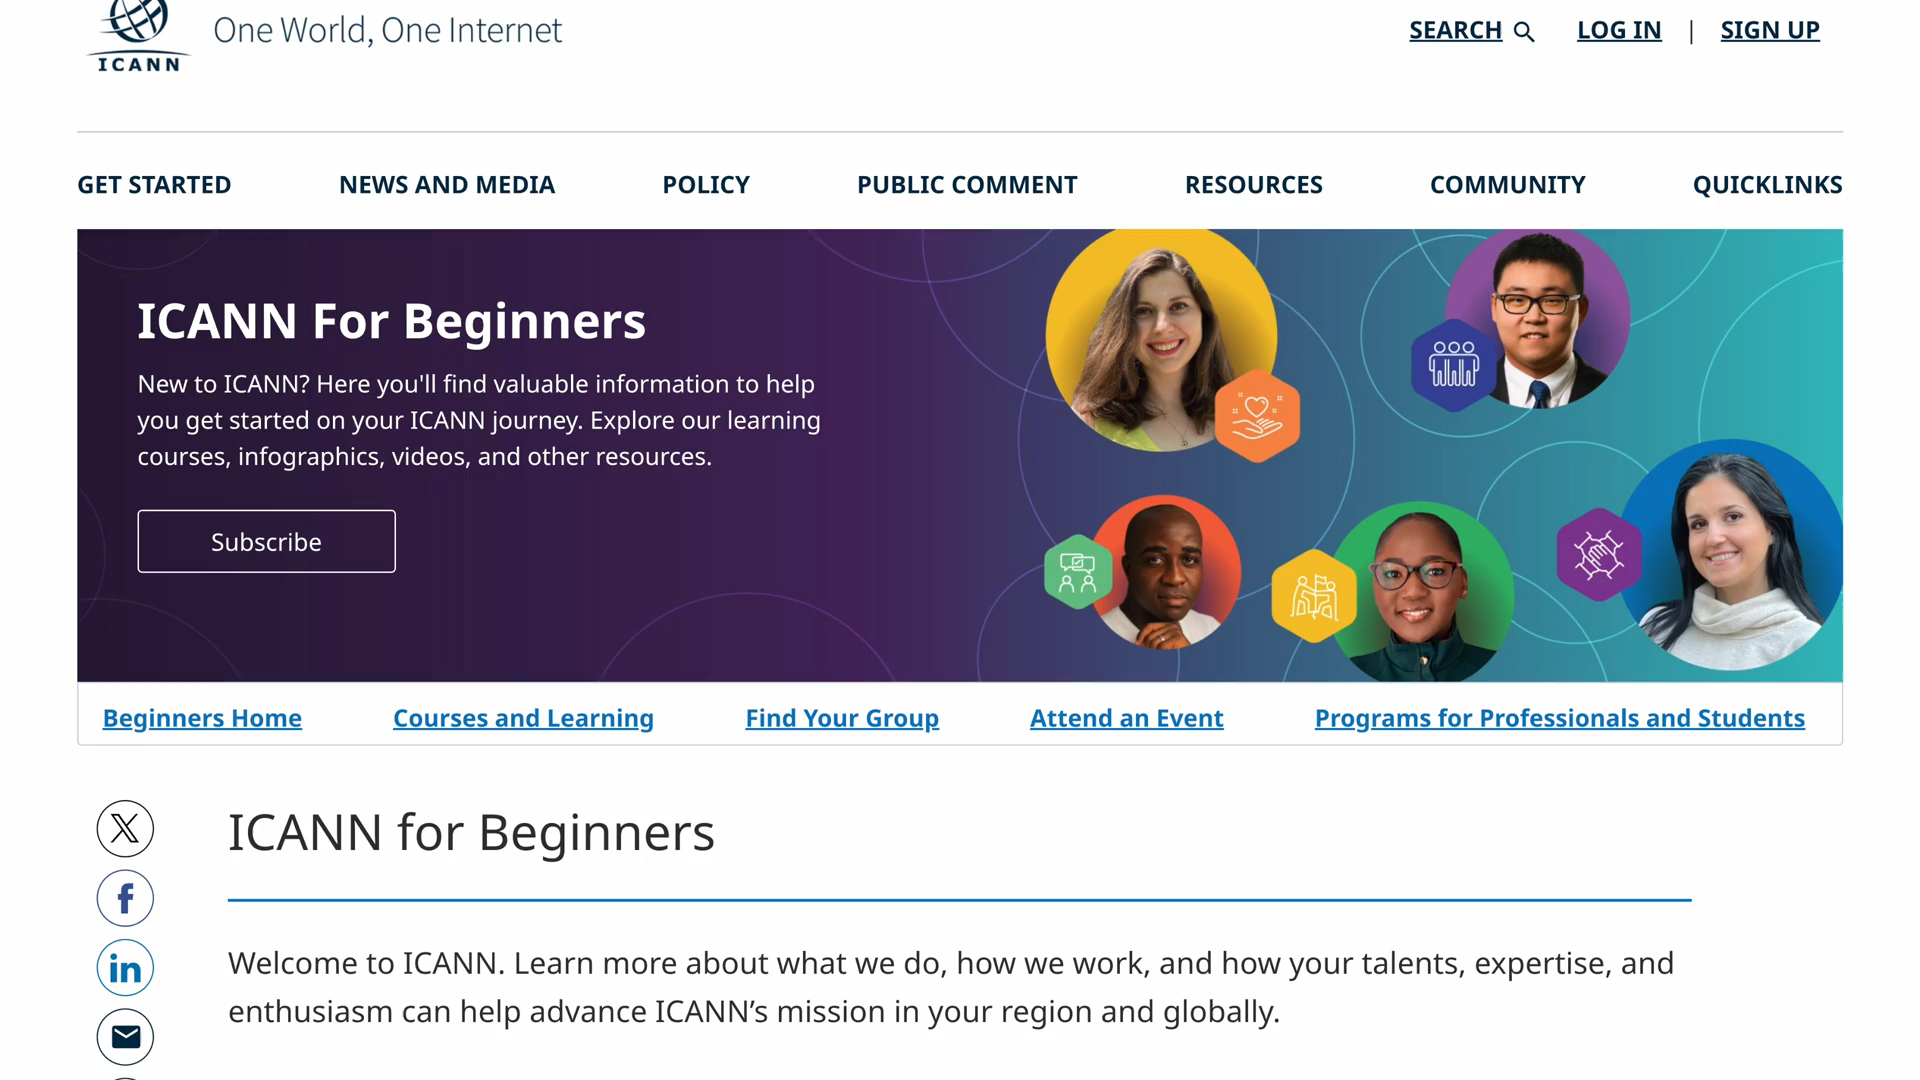 ICANN
One World, One Internet
SEARCH
LOG IN | SIGN UP
GET STARTED
NEWS AND MEDIA
POLICY
PUBLIC COMMENT
RESOURCES
COMMUNITY
QUICKLINKS
ICANN For Beginners
New to ICANN? Here you'll find valuable information to help
you get started on your ICANN journey. Explore our learning
courses, infographics, videos, and other resources.
Subscribe
Beginners Home
Courses and Learning
Find Your Group
Attend an Event
Programs for Professionals and Students
ICANN for Beginners
Welcome to ICANN. Learn more about what we do, how we work, and how your talents, expertise, and
enthusiasm can help advance ICANN’s mission in your region and globally.